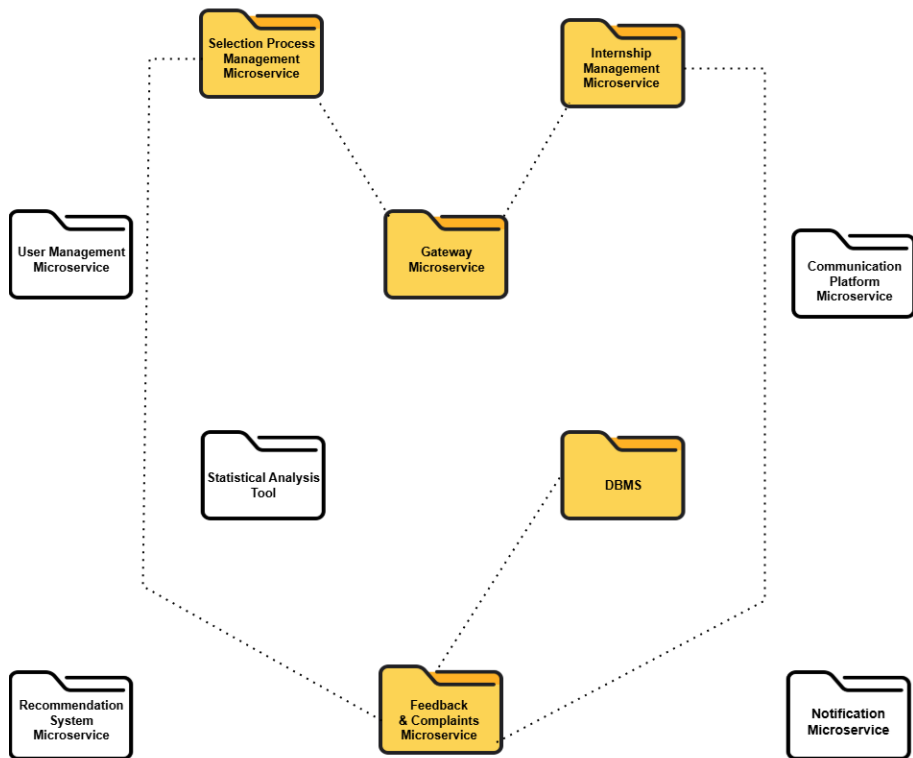 Selection Process
Management
Microservice
Internship
Management
Microservice
User Management
Microservice
Gateway
Microservice
Communication
Platform
Microservice
Statistical Analysis
Tool
DBMS
Recommendation
System
Microservice
Feedback
& Complaints
Microservice
Notification
Microservice